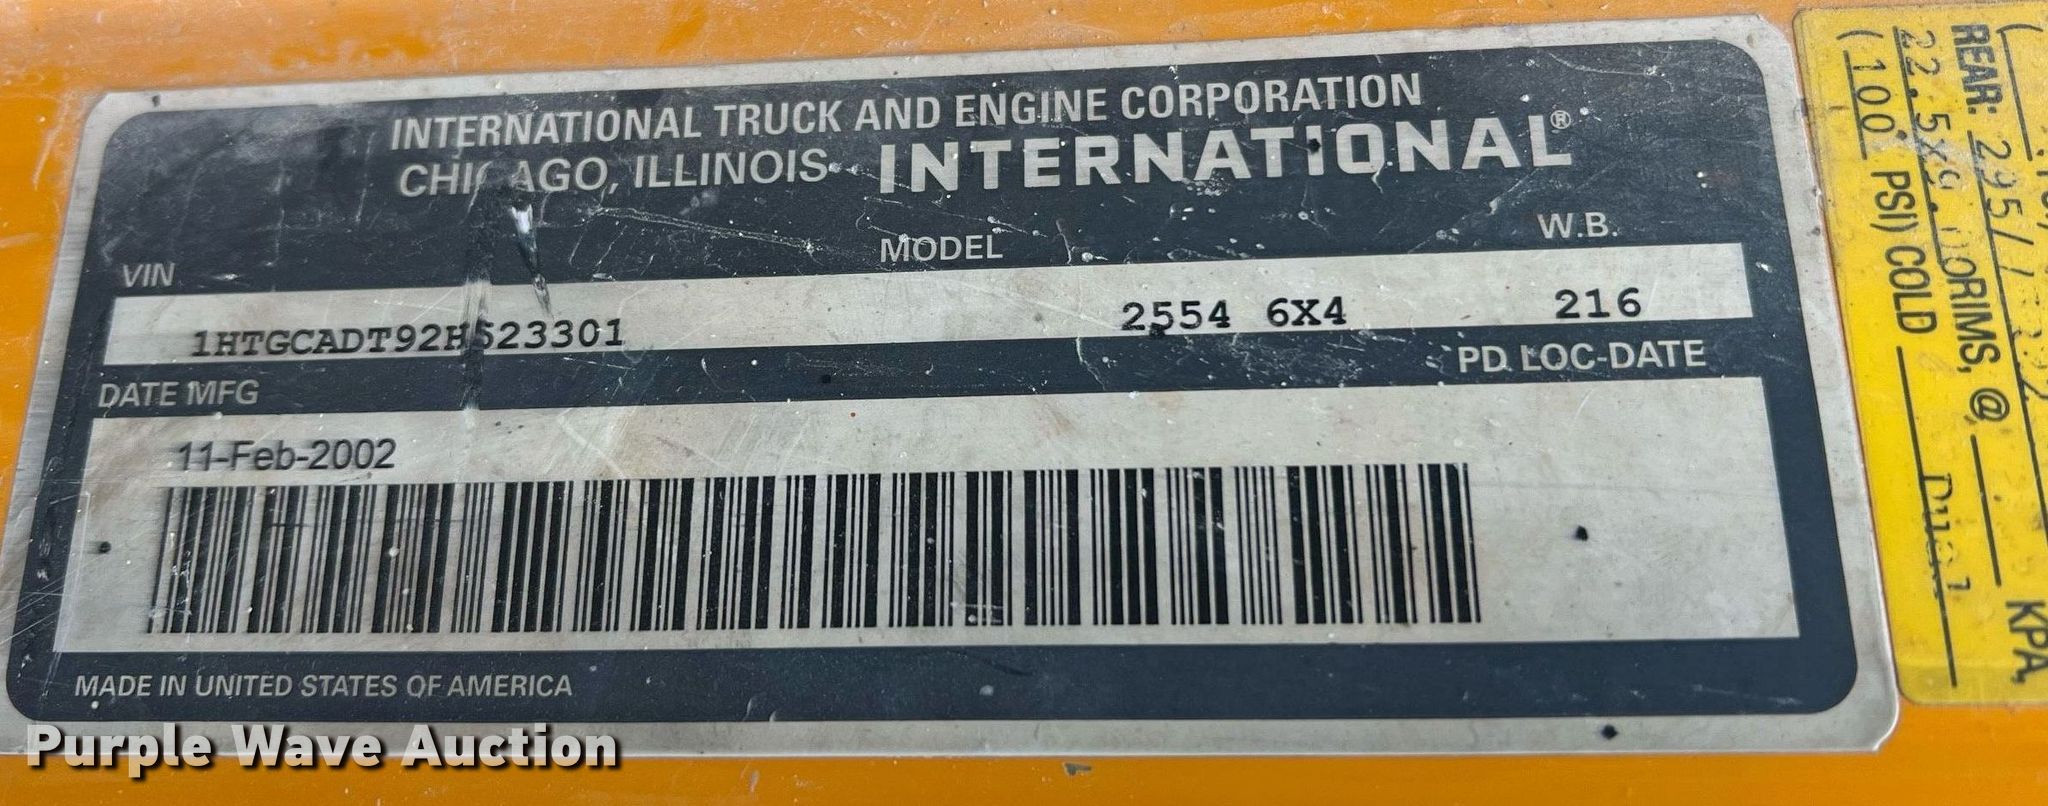 INTERNATIONAL TRUCK AND ENGINE CORPORATION
CHICAGO, ILLINOIS INTERNATIONAL®
VIN MODEL W.B.
1HTGCADT92H523301 2554 6X4 216
DATE MFG PD LOC-DATE
11-Feb-2002
MADE IN UNITED STATES OF AMERICA
REAR: 295/
RIMS, @ KPA,
(100 PSI) COLD
Purple Wave Auction